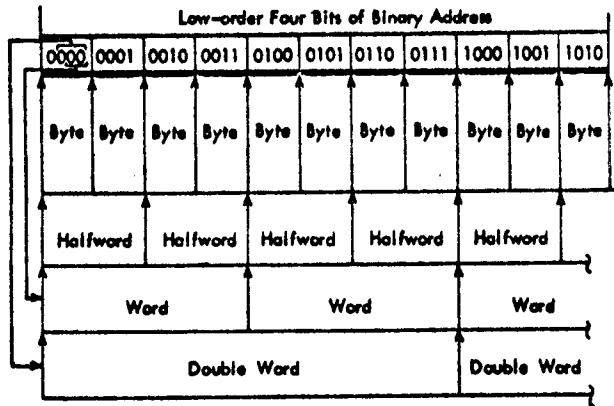 Low-order Four Bits of Binary Address
0000 0001 0010 0011 0100 0101 0110 0111 1000 1001 1010
Byte Byte Byte Byte Byte Byte Byte Byte Byte Byte Byte
Halfword Halfword Halfword Halfword Halfword
Word Word Word
Double Word Double Word